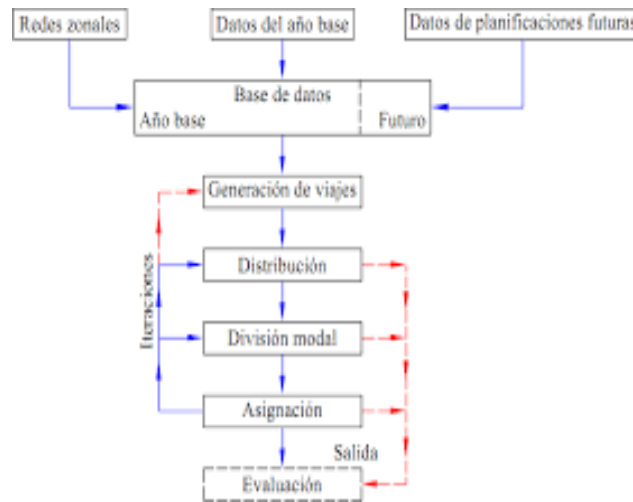 Redes zonales
Datos del año base
Datos de planificaciones futuras
Base de datos
Año base
Futuro
Generación de viajes
Iteraciones
Distribución
División modal
Asignación
Salida
Evaluación